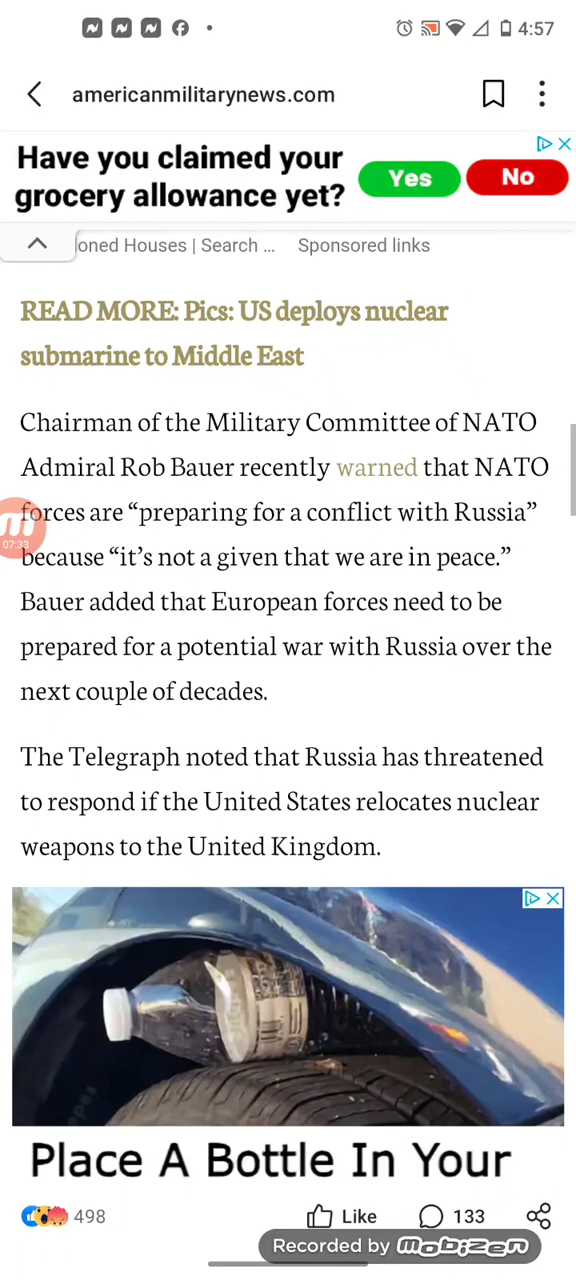 4:57
americanmilitarynews.com
Have you claimed your
grocery allowance yet?
Yes
No
oned Houses | Search ...
Sponsored links
READ MORE: Pics: US deploys nuclear
submarine to Middle East
Chairman of the Military Committee of NATO
Admiral Rob Bauer recently warned that NATO
forces are “preparing for a conflict with Russia”
07:33
because “it’s not a given that we are in peace.”
Bauer added that European forces need to be
prepared for a potential war with Russia over the
next couple of decades.
The Telegraph noted that Russia has threatened
to respond if the United States relocates nuclear
weapons to the United Kingdom.
Place A Bottle In Your
498
Like
133
Recorded by mobizen